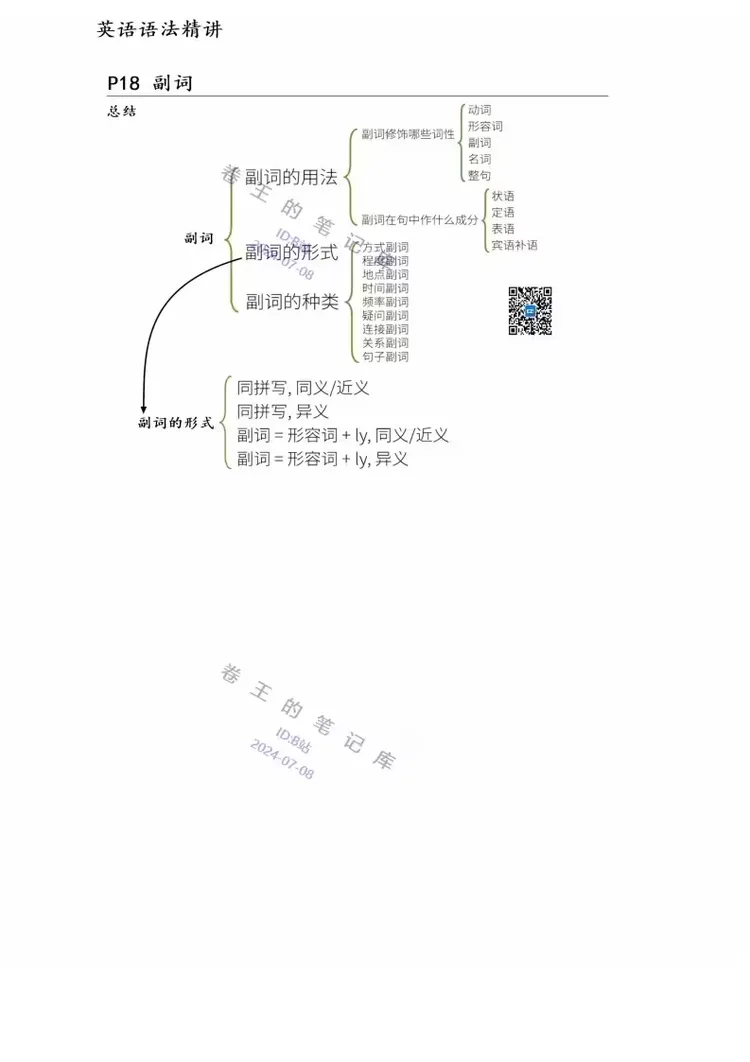 英语语法精讲
P18 副词
总结
副词
副词的用法
副词修饰哪些词性
动词
形容词
副词
名词
整句
副词在句中作什么成分
状语
定语
表语
宾语补语
副词的形式
副词的种类
方式副词
程度副词
地点副词
时间副词
频率副词
疑问副词
连接副词
关系副词
句子副词
副词的形式
同拼写, 同义/近义
同拼写, 异义
副词 = 形容词 + ly, 同义/近义
副词 = 形容词 + ly, 异义
卷王的笔记库
ID:B站
2024-07-08
卷王的笔记库
ID:B站
2024-07-08